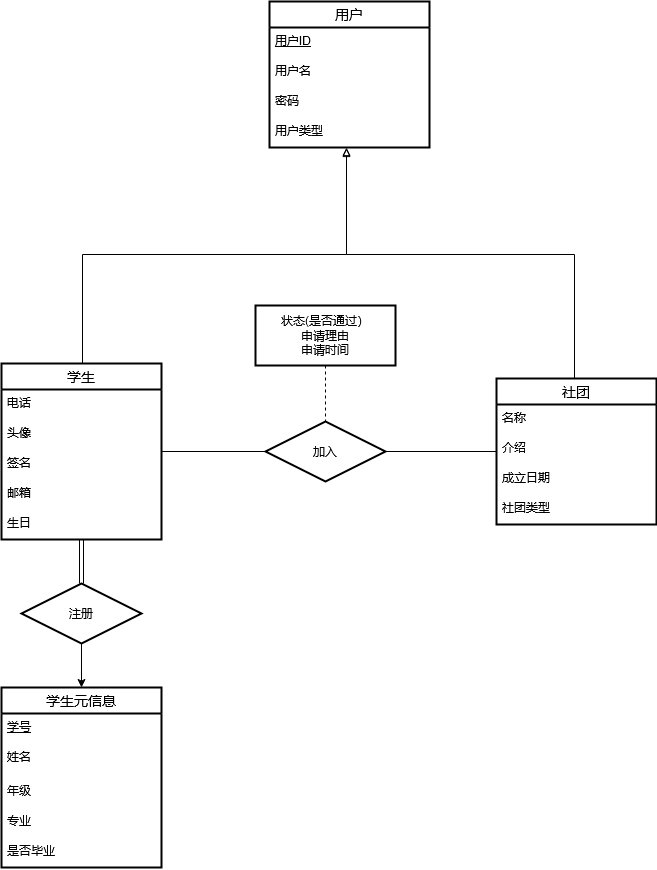 用户
用户ID
用户名
密码
用户类型
状态(是否通过)
申请理由
申请时间
学生
电话
头像
签名
邮箱
生日
加入
社团
名称
介绍
成立日期
社团类型
注册
学生元信息
学号
姓名
年级
专业
是否毕业